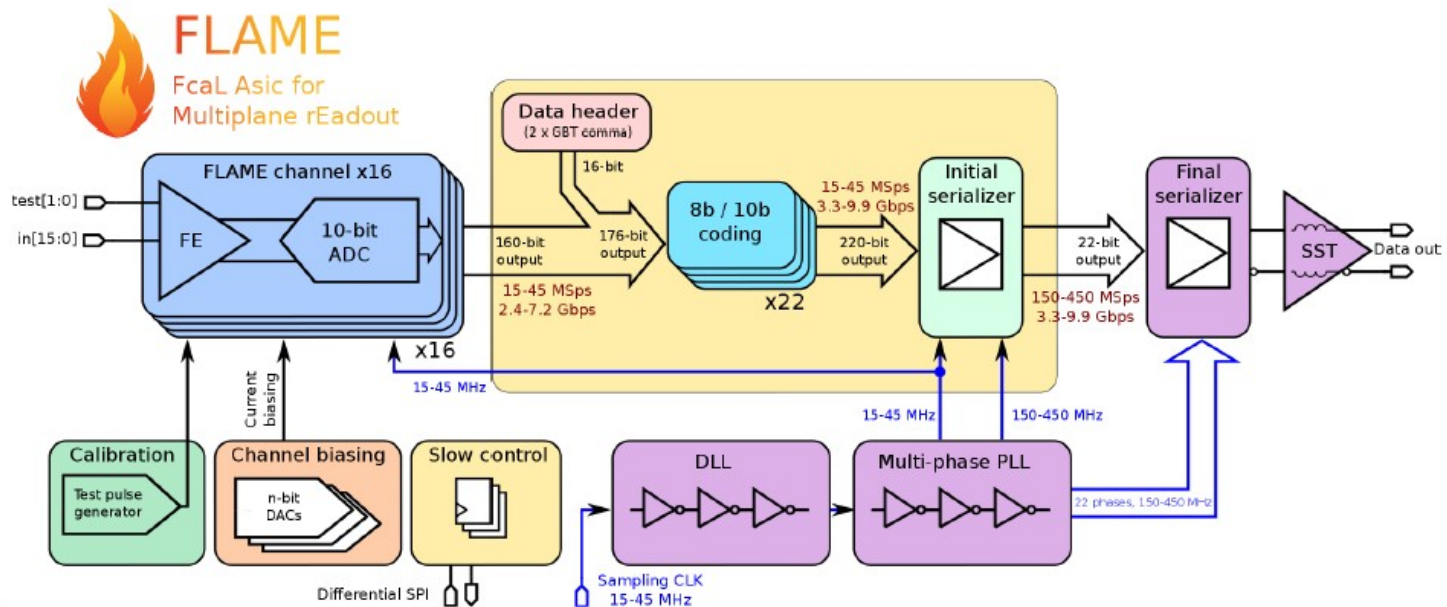 FLAME
FcaL Asic for
Multiplane rEadout
Data header
(2 x GBT comma)
16-bit
FLAME channel x16
test[1:0]
in[15:0]
FE
10-bit
ADC
160-bit
output
15-45 MSps
2.4-7.2 Gbps
x16
176-bit
output
8b / 10b
coding
x22
15-45 MSps
3.3-9.9 Gbps
220-bit
output
Initial
serializer
22-bit
output
150-450 MSps
3.3-9.9 Gbps
Final
serializer
SST
Data out
15-45 MHz
15-45 MHz
150-450 MHz
Current
biasing
Calibration
Test pulse
generator
Channel biasing
n-bit
DACs
Slow control
Differential SPI
DLL
Sampling CLK
15-45 MHz
Multi-phase PLL
22 phases, 150-450 MHz